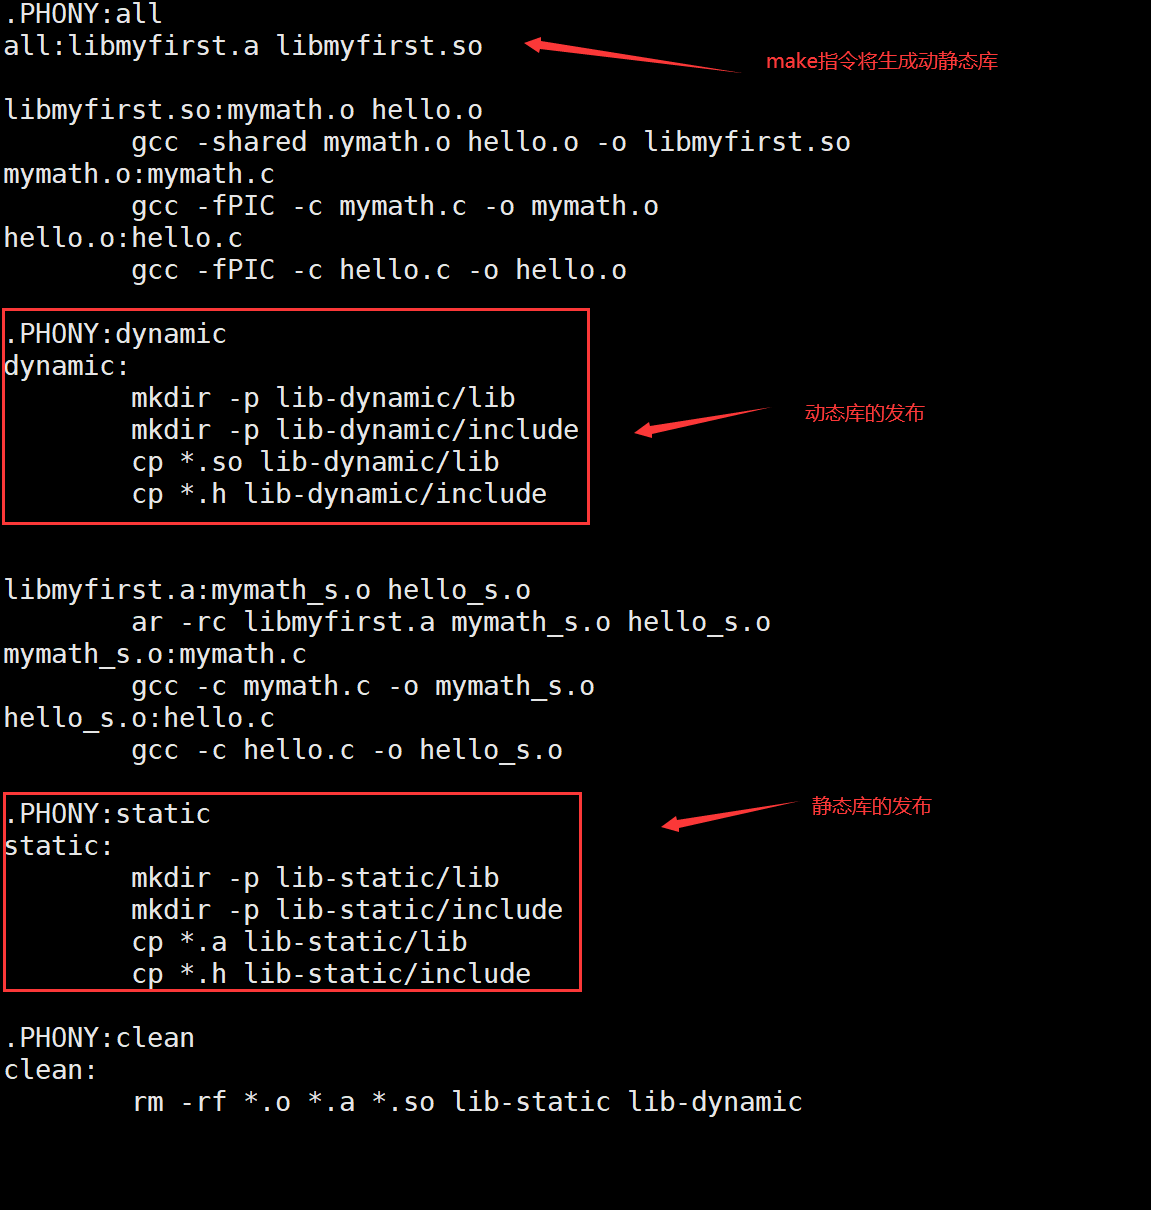 .PHONY:all
all:libmyfirst.a libmyfirst.so
make指令将生成动静态库
libmyfirst.so:mymath.o hello.o
gcc -shared mymath.o hello.o -o libmyfirst.so
mymath.o:mymath.c
gcc -fPIC -c mymath.c -o mymath.o
hello.o:hello.c
gcc -fPIC -c hello.c -o hello.o
.PHONY:dynamic
dynamic:
mkdir -p lib-dynamic/lib
mkdir -p lib-dynamic/include
cp *.so lib-dynamic/lib
cp *.h lib-dynamic/include
动态库的发布
libmyfirst.a:mymath_s.o hello_s.o
ar -rc libmyfirst.a mymath_s.o hello_s.o
mymath_s.o:mymath.c
gcc -c mymath.c -o mymath_s.o
hello_s.o:hello.c
gcc -c hello.c -o hello_s.o
.PHONY:static
static:
mkdir -p lib-static/lib
mkdir -p lib-static/include
cp *.a lib-static/lib
cp *.h lib-static/include
静态库的发布
.PHONY:clean
clean:
rm -rf *.o *.a *.so lib-static lib-dynamic